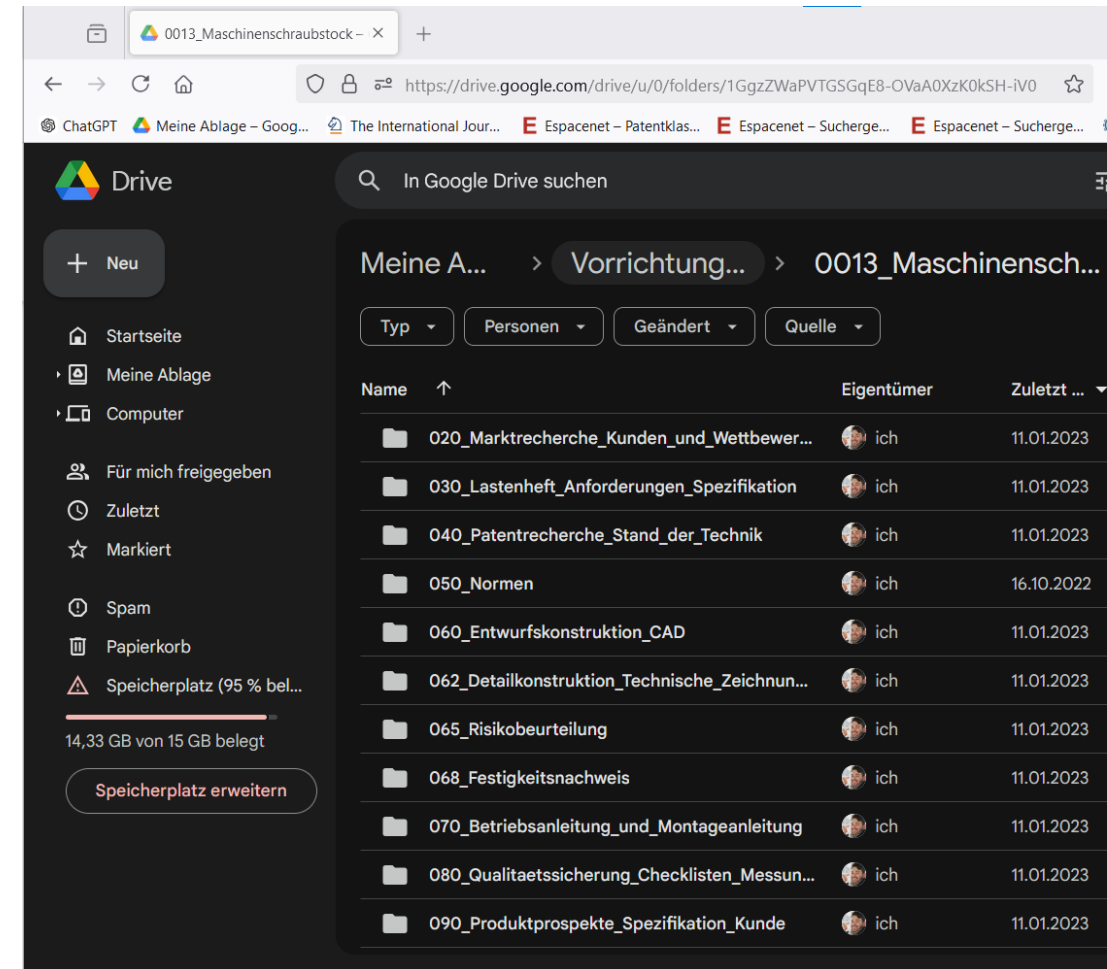 0013_Maschinenschraubstock –
https://drive.google.com/drive/u/0/folders/1GgzZWaPVTGSGqE8-OVaA0XzK0kSH-iV0
ChatGPT Meine Ablage – Goog... The International Jour... Espacenet – Patentklas... Espacenet – Sucherge... Espacenet – Sucherge...
Drive
In Google Drive suchen
Neu
Meine A... > Vorrichtung... > 0013_Maschinensch...
Typ Personen Geändert Quelle
Startseite
Meine Ablage
Computer
Für mich freigegeben
Zuletzt
Markiert
Spam
Papierkorb
Speicherplatz (95 % bel...
14,33 GB von 15 GB belegt
Speicherplatz erweitern
Name Eigentümer Zuletzt ...
020_Marktrecherche_Kunden_und_Wettbewer... ich 11.01.2023
030_Lastenheft_Anforderungen_Spezifikation ich 11.01.2023
040_Patentrecherche_Stand_der_Technik ich 11.01.2023
050_Normen ich 16.10.2022
060_Entwurfskonstruktion_CAD ich 11.01.2023
062_Detailkonstruktion_Technische_Zeichnun... ich 11.01.2023
065_Risikobeurteilung ich 11.01.2023
068_Festigkeitsnachweis ich 11.01.2023
070_Betriebsanleitung_und_Montageanleitung ich 11.01.2023
080_Qualitaetssicherung_Checklisten_Messun... ich 11.01.2023
090_Produktprospekte_Spezifikation_Kunde ich 11.01.2023